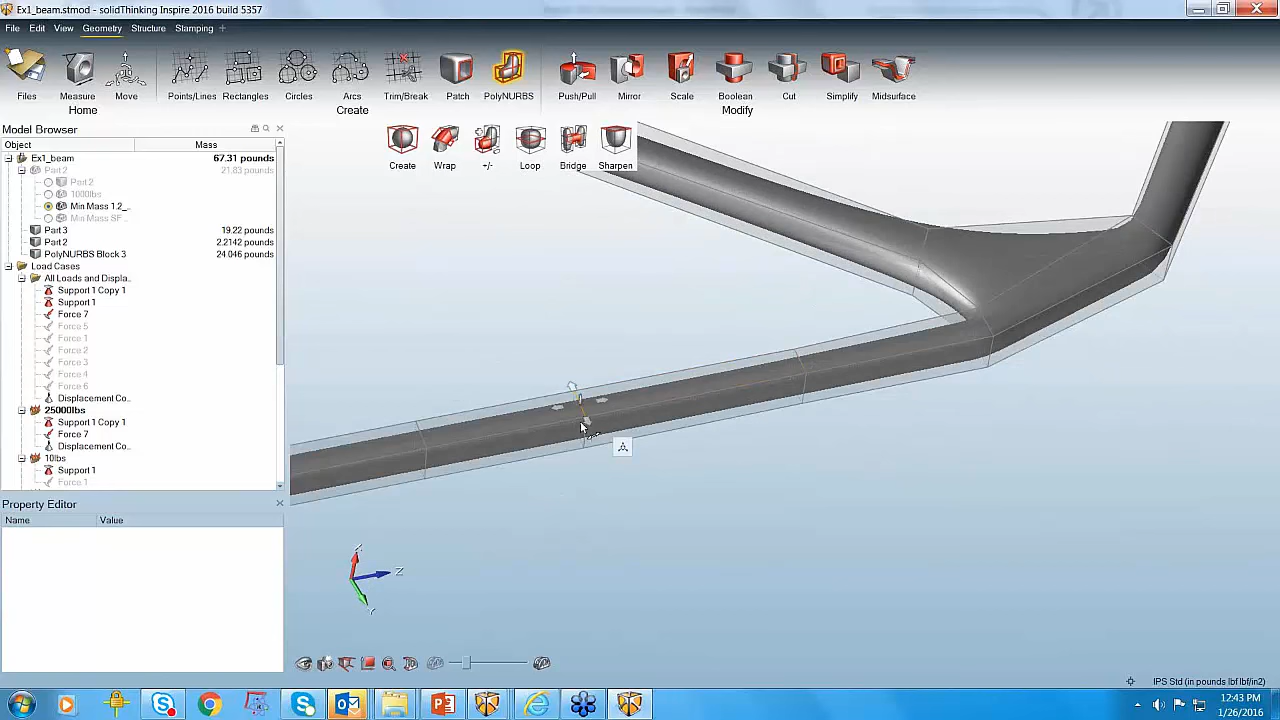 Ex1_beam.stmod - solidThinking Inspire 2016 build 5357
File Edit View Geometry Structure Stamping +
Files Measure Move Points/Lines Rectangles Circles Arcs Trim/Break Patch PolyNURBS Push/Pull Mirror Scale Boolean Cut Simplify Midsurface
Home Create Modify
Model Browser
Object Mass
Create Wrap +/- Loop Bridge Sharpen
Ex1_beam 67.31 pounds
Part 2 21.83 pounds
Part 2
1000lbs
Min Mass 1.2_..
Min Mass SF ..
Part 3 19.22 pounds
Part 2 2.2142 pounds
PolyNURBS Block 3 24.046 pounds
Load Cases
All Loads and Displa..
Support 1 Copy 1
Support 1
Force 7
Force 5
Force 1
Force 2
Force 3
Force 4
Force 6
Displacement Co..
25000lbs
Support 1 Copy 1
Force 7
Displacement Co..
10lbs
Support 1
Force 1
Property Editor
Name Value
X
Z
Y
IPS Std (in pounds lbf lbf/in2)
12:43 PM
1/26/2016